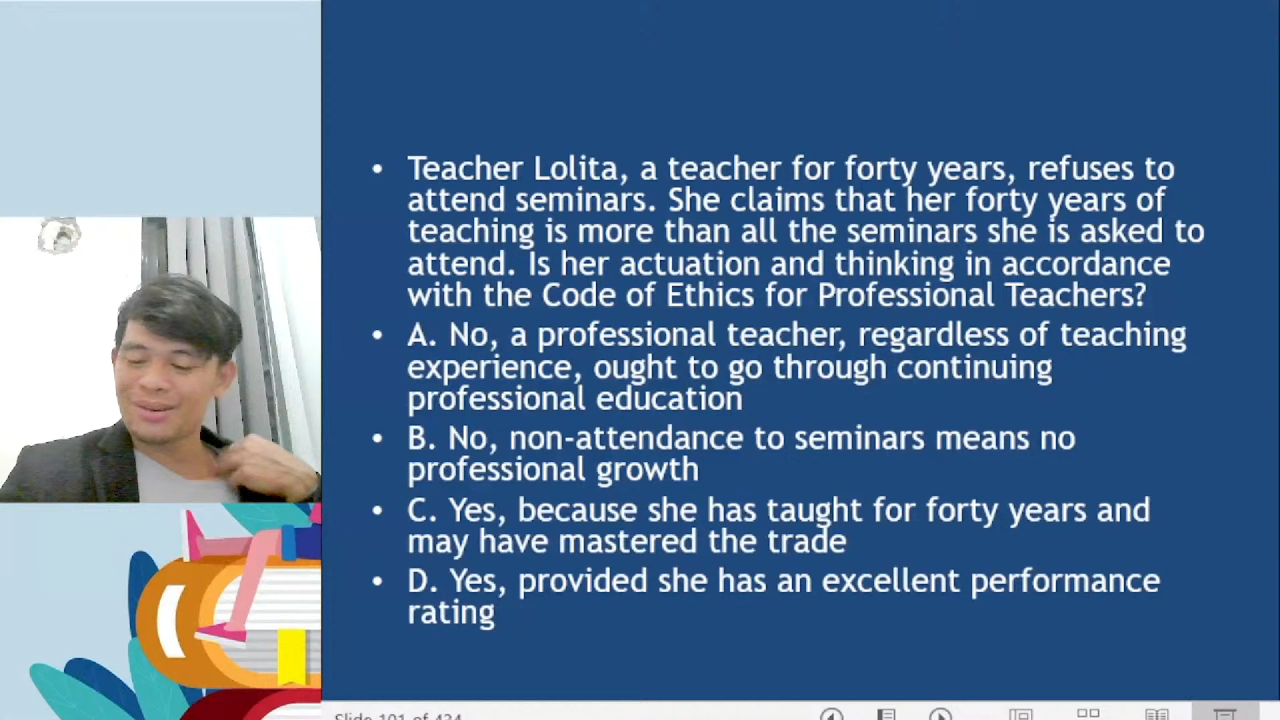 • Teacher Lolita, a teacher for forty years, refuses to
attend seminars. She claims that her forty years of
teaching is more than all the seminars she is asked to
attend. Is her actuation and thinking in accordance
with the Code of Ethics for Professional Teachers?
• A. No, a professional teacher, regardless of teaching
experience, ought to go through continuing
professional education
• B. No, non-attendance to seminars means no
professional growth
• C. Yes, because she has taught for forty years and
may have mastered the trade
• D. Yes, provided she has an excellent performance
rating
Slide 101 of 434